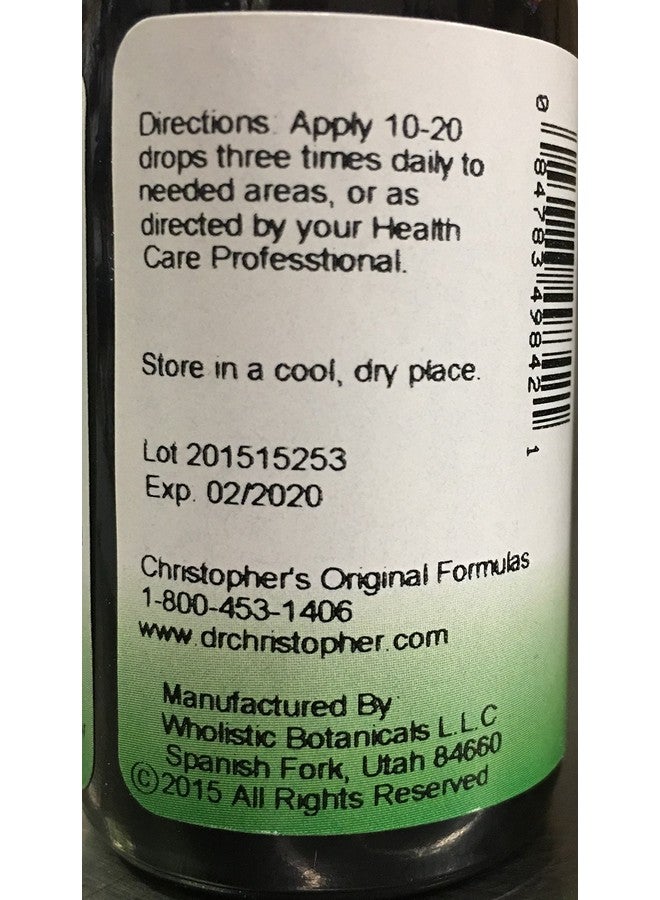 Directions: Apply 10-20
drops three times daily to
needed areas, or as
directed by your Health
Care Professtional.
Store in a cool, dry place.
Lot 201515253
Exp. 02/2020
Christopher's Original Formulas
1-800-453-1406
www.drchristopher.com
Manufactured By
Wholistic Botanicals L.L.C
Spanish Fork, Utah 84660
©2015 All Rights Reserved
0 84783 49842 1